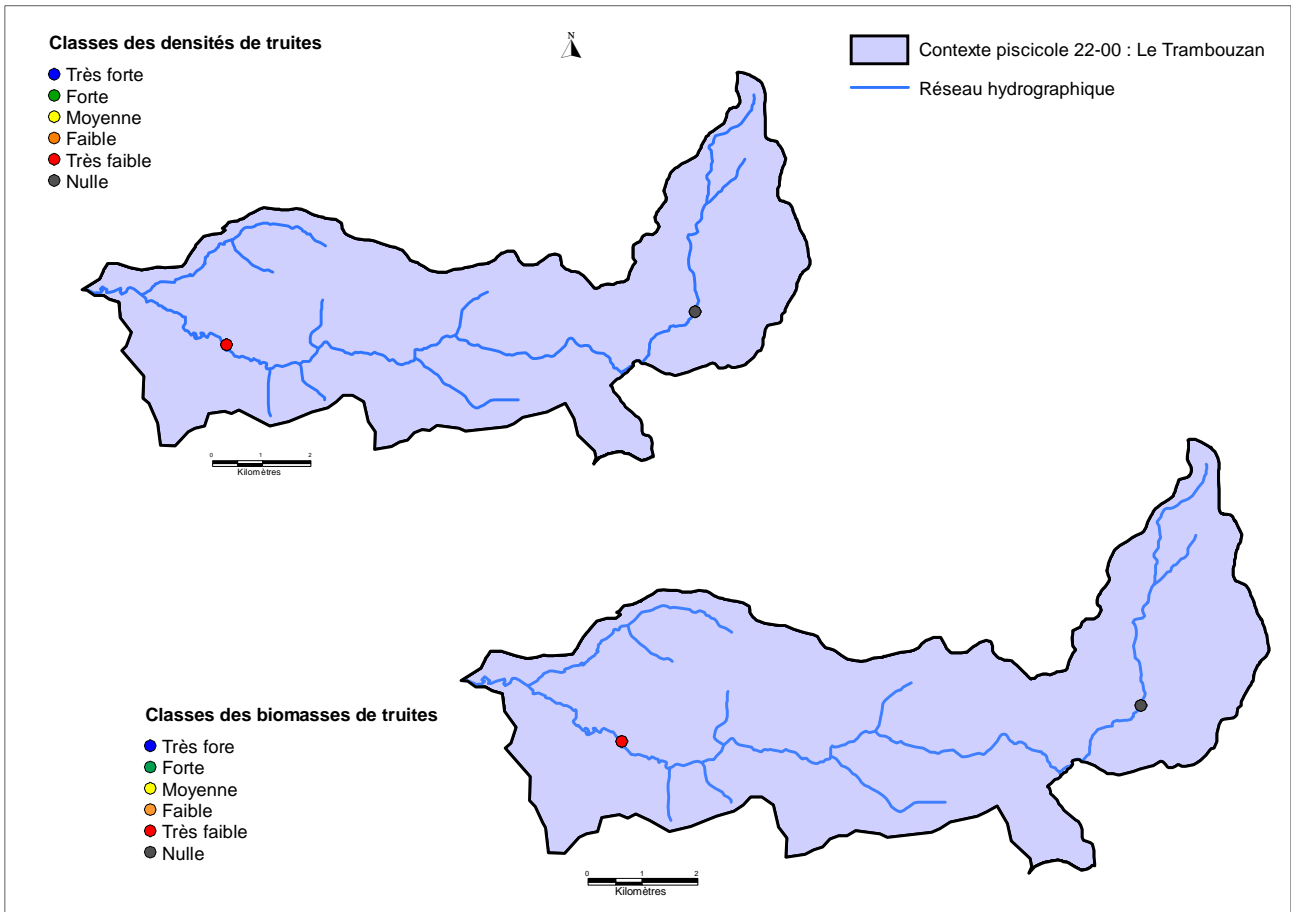 Classes des densités de truites
Très forte
Forte
Moyenne
Faible
Très faible
Nulle
N
Contexte piscicole 22-00 : Le Trambouzan
Réseau hydrographique
0 1 2
Kilomètres
Classes des biomasses de truites
Très fore
Forte
Moyenne
Faible
Très faible
Nulle
0 1 2
Kilomètres